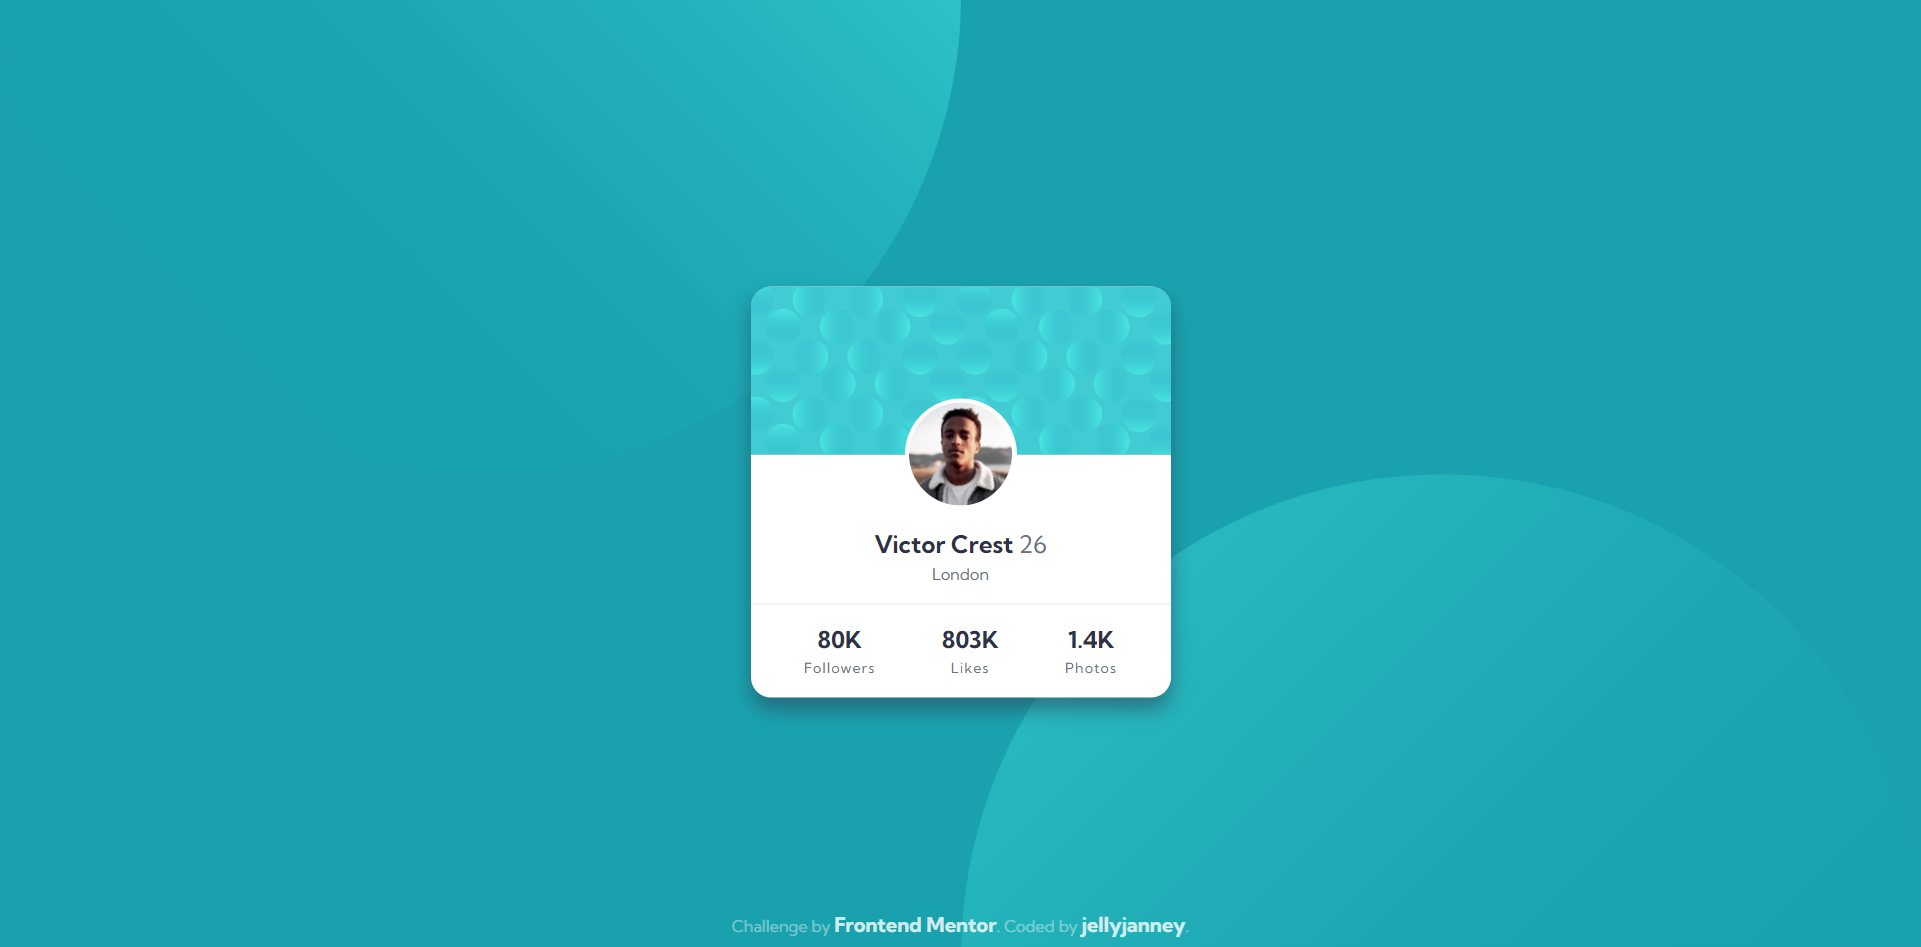 Victor Crest 26
London
80K 803K 1.4K
Followers Likes Photos
Challenge by Frontend Mentor. Coded by jellyjanney.